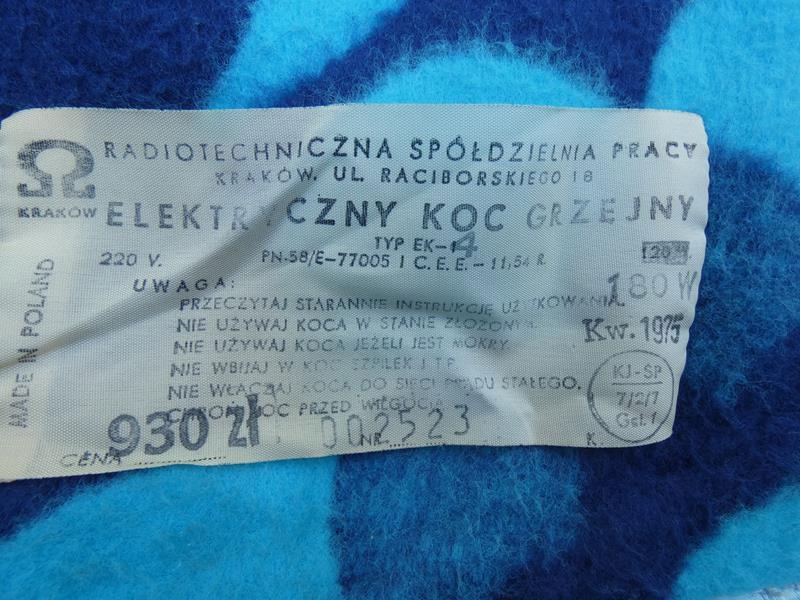 RADIOTECHNICZNA SPÓŁDZIELNIA PRACY
KRAKÓW. UL. RACIBORSKIEGO 18
KRAKÓW
ELEKTRYCZNY KOC GRZEJNY
TYP EK-14
220 V. PN-58/E-77005 I C.E.E.-11,54 R. 120 W
180 W
UWAGA:
PRZECZYTAJ STARANNIE INSTRUKCJĘ UŻYTKOWANIA
NIE UŻYWAJ KOCA W STANIE ZŁOŻONYM.
Kw. 1975
NIE UŻYWAJ KOCA JEŻELI JEST MOKRY.
NIE WBIJAJ W KOC SZPILEK I T.P.
NIE WŁĄCZAJ KOCA DO SIECI PRĄDU STAŁEGO.
CHROŃ KOC PRZED WILGOCIĄ
KJ-SP
7/2/7
Gat. 1
CENA 930 zł NR 002523 K.
MADE IN POLAND